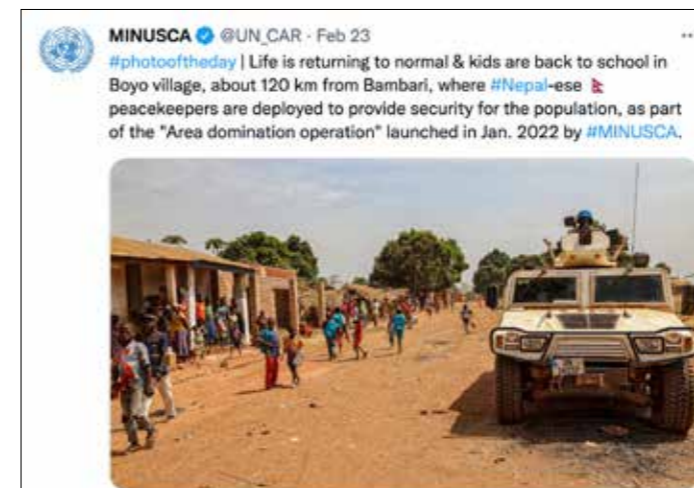 MINUSCA @UN_CAR · Feb 23
#photooftheday | Life is returning to normal & kids are back to school in
Boyo village, about 120 km from Bambari, where #Nepal-ese 🇳🇵
peacekeepers are deployed to provide security for the population, as part
of the "Area domination operation" launched in Jan. 2022 by #MINUSCA.